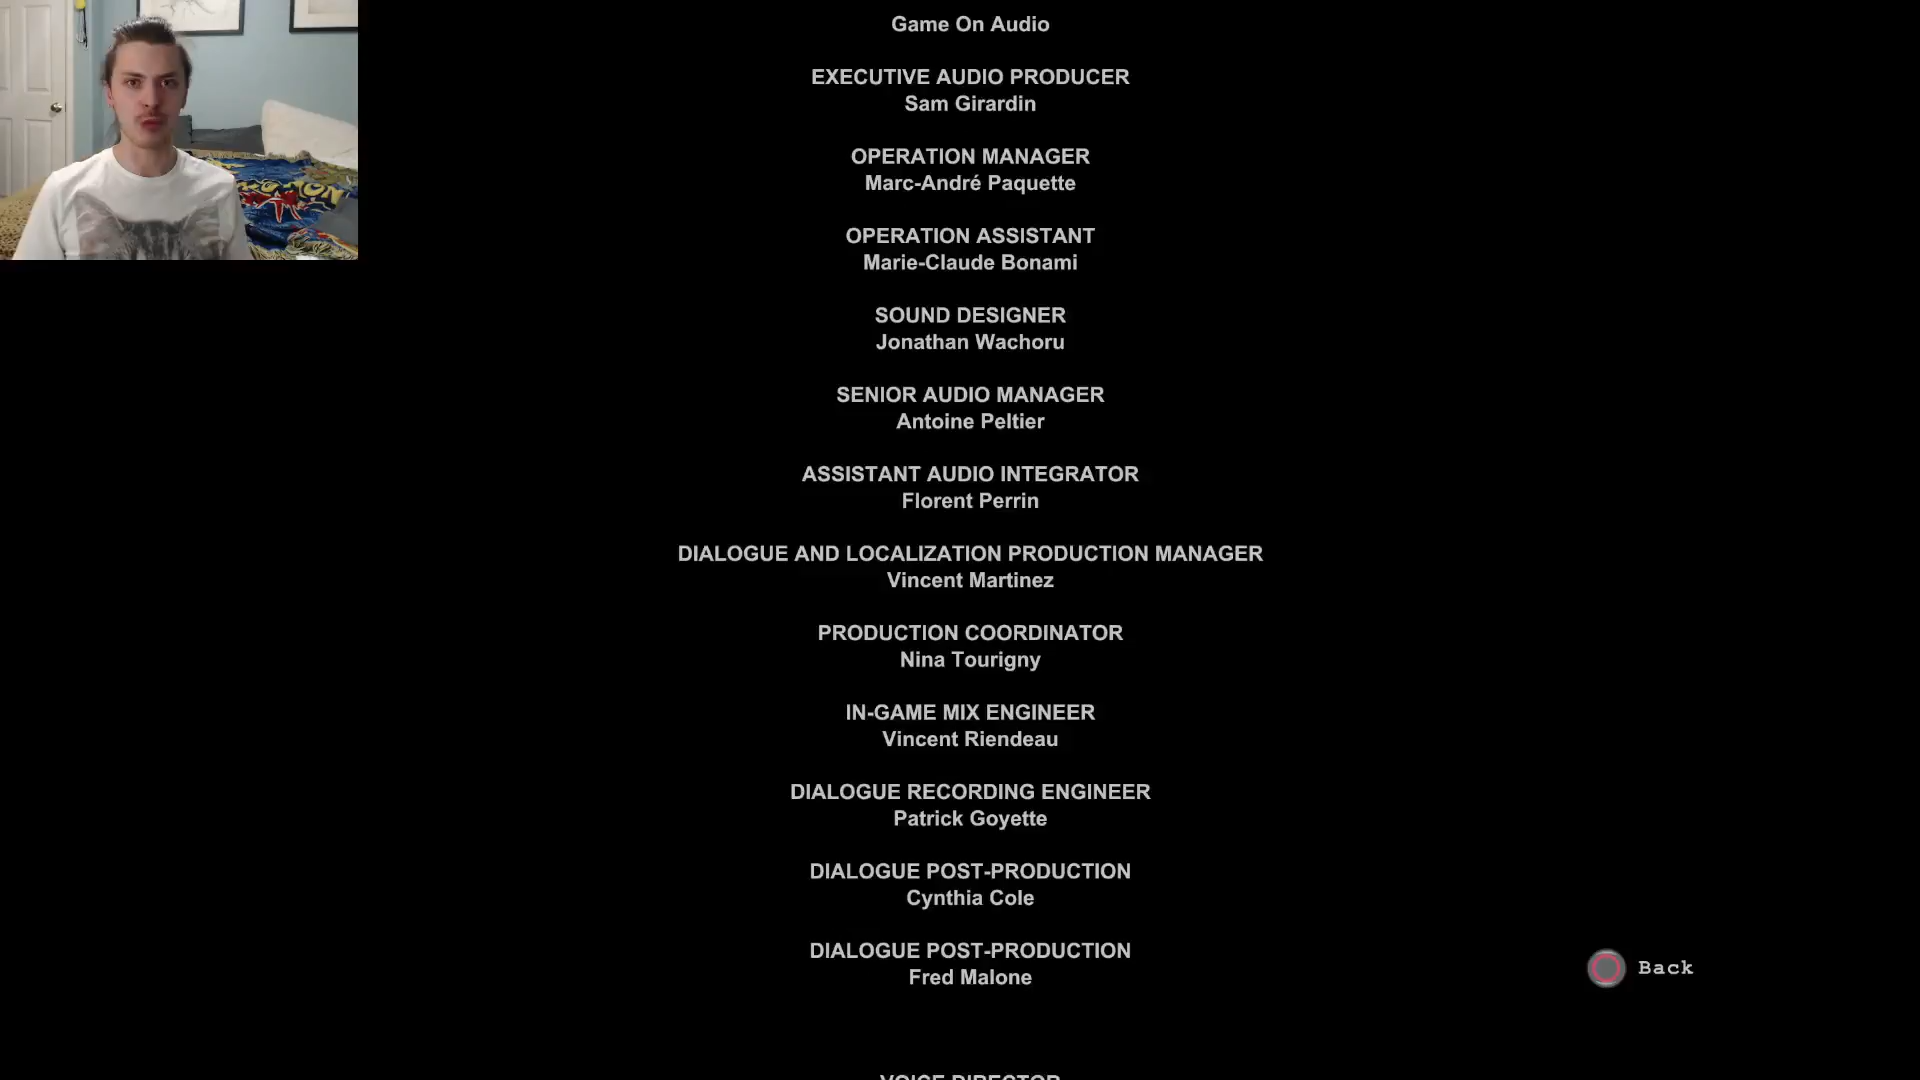 Game On Audio
EXECUTIVE AUDIO PRODUCER
Sam Girardin
OPERATION MANAGER
Marc-André Paquette
OPERATION ASSISTANT
Marie-Claude Bonami
SOUND DESIGNER
Jonathan Wachoru
SENIOR AUDIO MANAGER
Antoine Peltier
ASSISTANT AUDIO INTEGRATOR
Florent Perrin
DIALOGUE AND LOCALIZATION PRODUCTION MANAGER
Vincent Martinez
PRODUCTION COORDINATOR
Nina Tourigny
IN-GAME MIX ENGINEER
Vincent Riendeau
DIALOGUE RECORDING ENGINEER
Patrick Goyette
DIALOGUE POST-PRODUCTION
Cynthia Cole
DIALOGUE POST-PRODUCTION
Fred Malone
Back
VOICE DIRECTOR